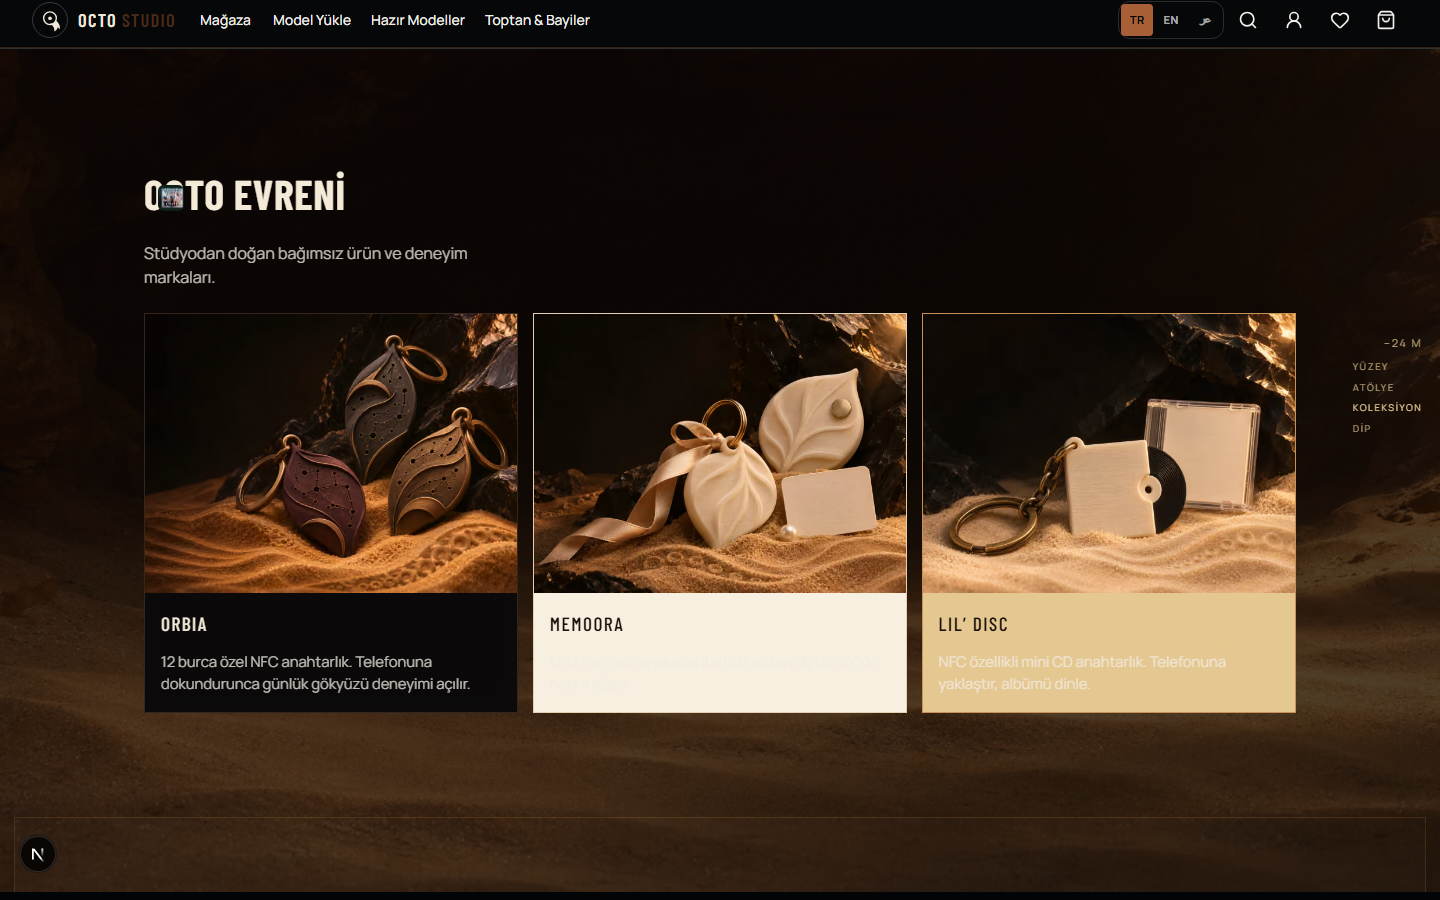 OCTO STUDIO
Mağaza
Model Yükle
Hazır Modeller
Toptan & Bayiler
TR
EN
OCTO EVRENİ
Stüdyodan doğan bağımsız ürün ve deneyim
markaları.
−24 M
YÜZEY
ATÖLYE
KOLEKSİYON
DİP
ORBIA
12 burca özel NFC anahtarlık. Telefonuna
dokundurunca günlük gökyüzü deneyimi açılır.
MEMOORA
LIL’ DISC
NFC özellikli mini CD anahtarlık. Telefonuna
yaklaştır, albümü dinle.
N